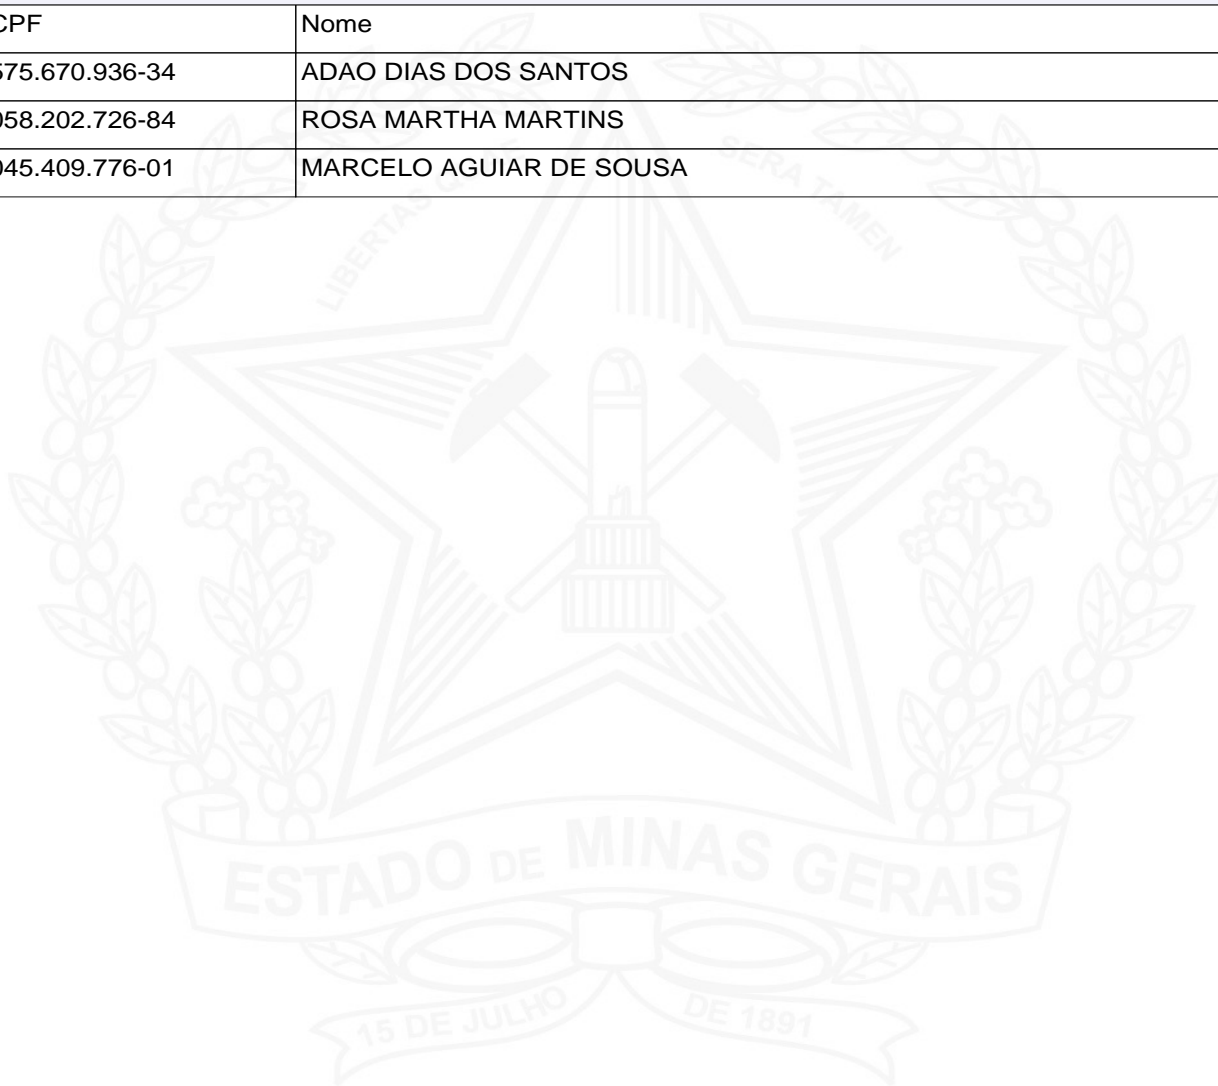 CPF Nome
575.670.936-34 ADAO DIAS DOS SANTOS
058.202.726-84 ROSA MARTHA MARTINS
045.409.776-01 MARCELO AGUIAR DE SOUSA
LIBERTAS QUE SERA TAMEN
ESTADO DE MINAS GERAIS
15 DE JULHO DE 1891